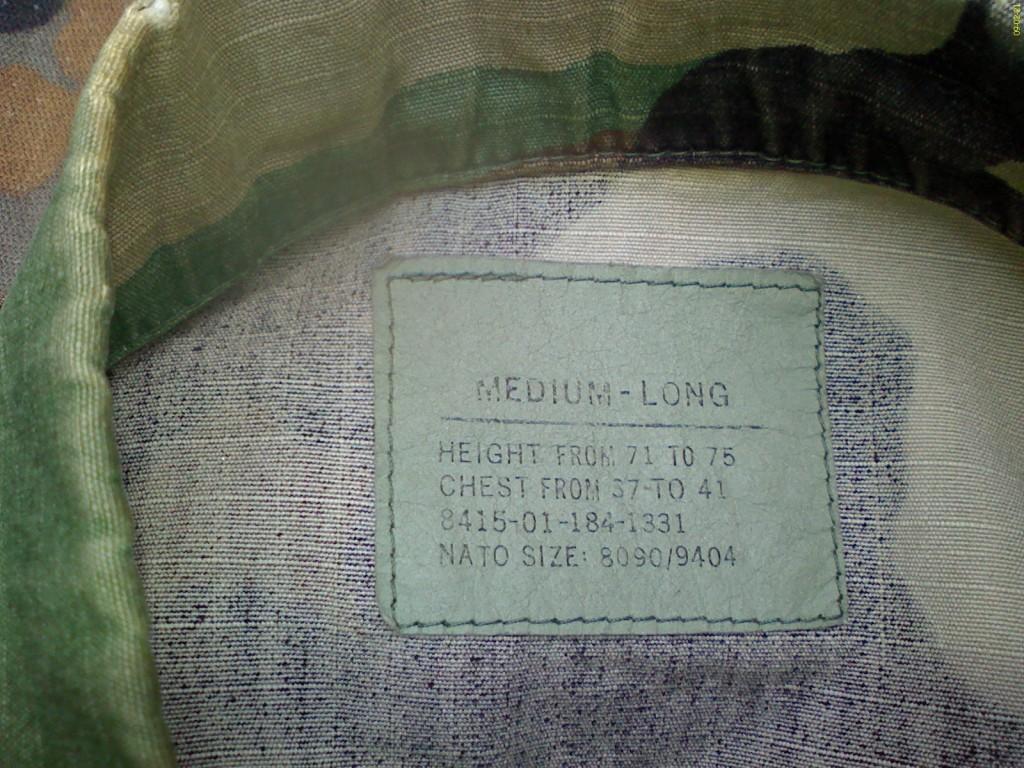 MEDIUM-LONG
HEIGHT FROM 71 TO 75
CHEST FROM 37 TO 41
8415-01-184-1331
NATO SIZE: 8090/9404